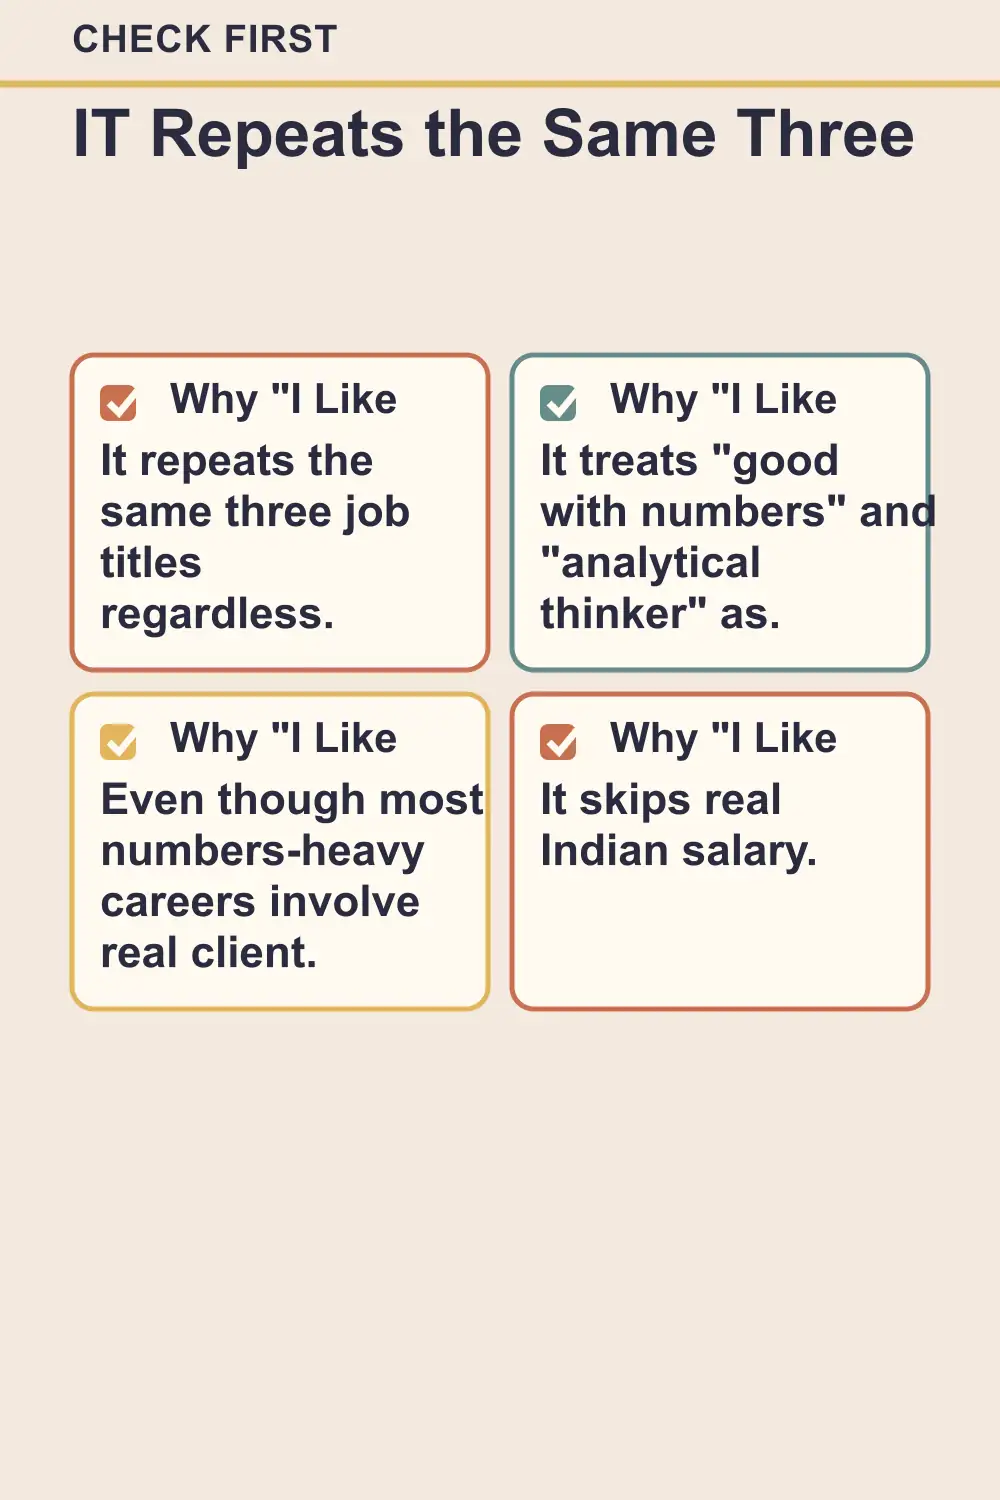 CHECK FIRST
IT Repeats the Same Three
Why "I Like
It repeats the
same three job
titles
regardless.
Why "I Like
It treats "good
with numbers" and
"analytical
thinker" as.
Why "I Like
Even though most
numbers-heavy
careers involve
real client.
Why "I Like
It skips real
Indian salary.